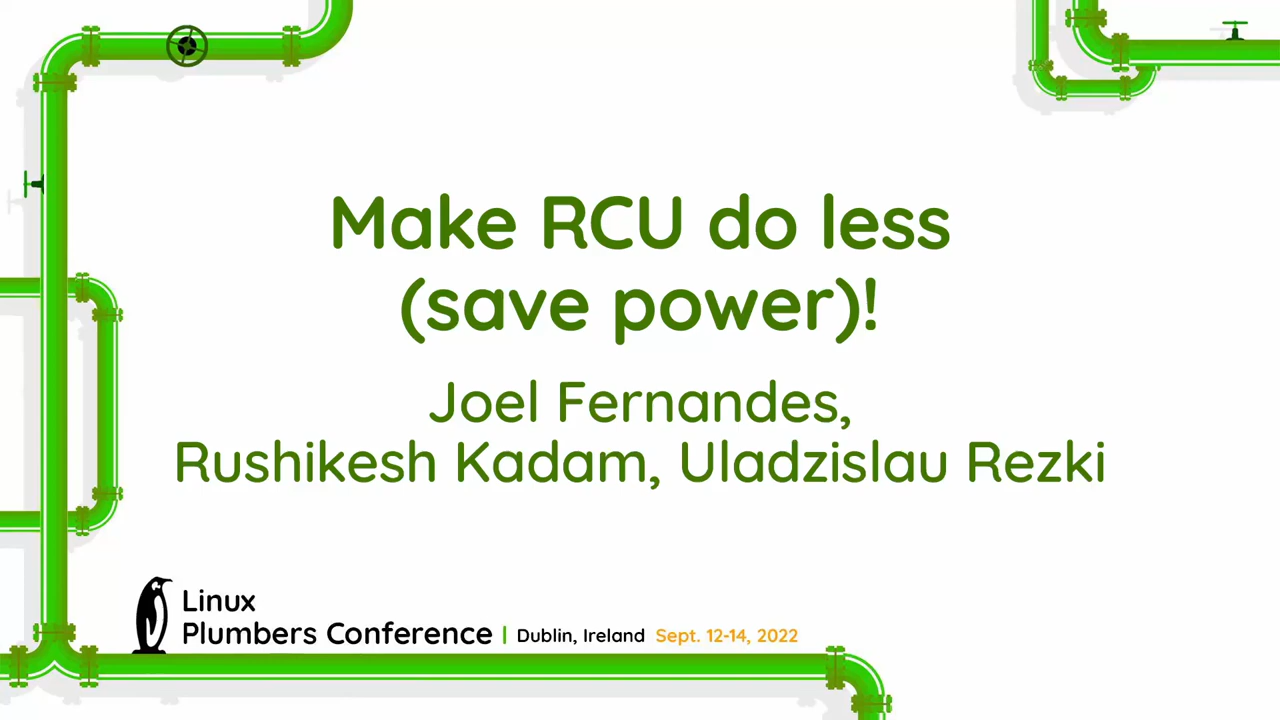 Make RCU do less
(save power)!
Joel Fernandes,
Rushikesh Kadam, Uladzislau Rezki
Linux
Plumbers Conference | Dublin, Ireland Sept. 12-14, 2022